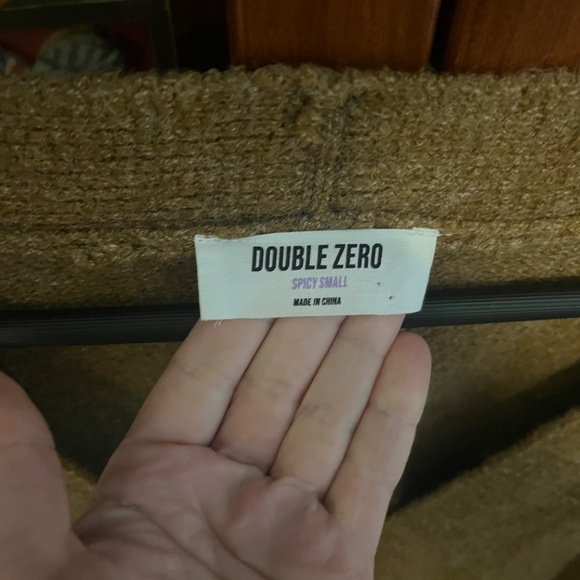 DOUBLE ZERO
SPICY SMALL
MADE IN CHINA